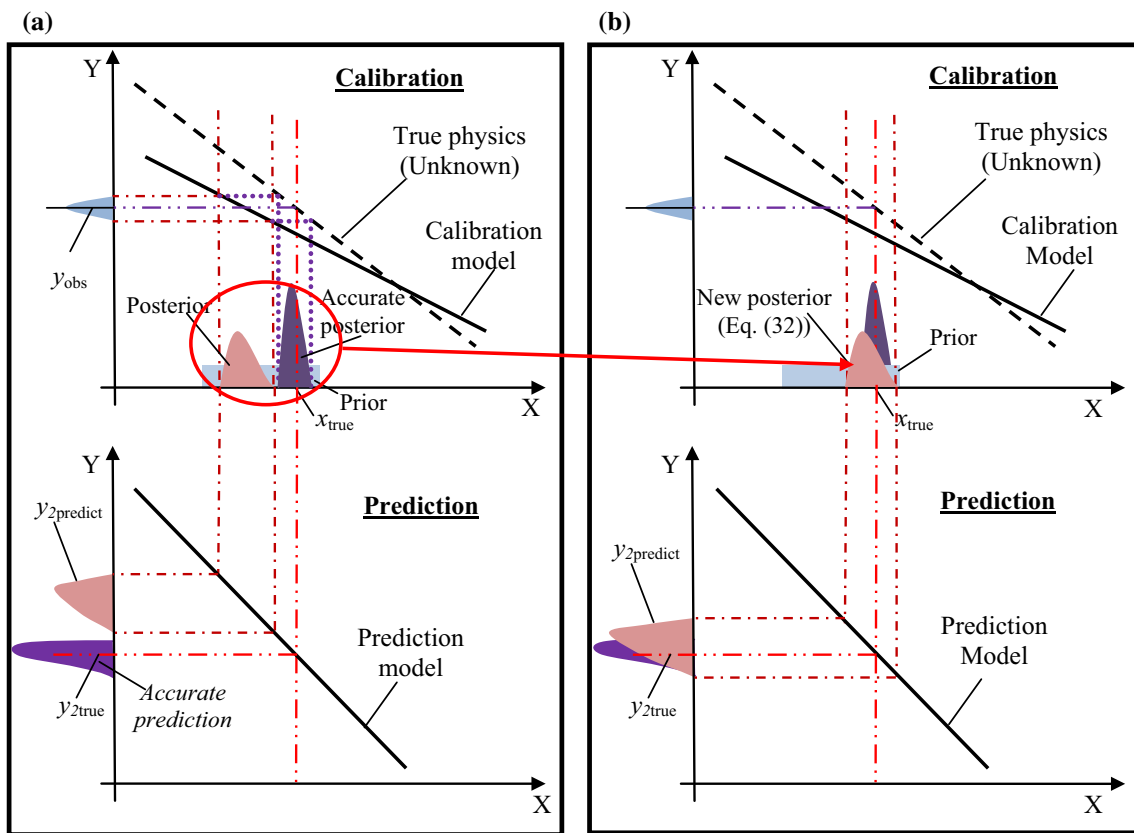 (a)
Y
Calibration
True physics
(Unknown)
Calibration
model
yobs
Posterior
Accurate
posterior
Prior
X
xtrue
Y
Prediction
y2predict
Prediction
model
y2true
Accurate
prediction
X
(b)
Y
Calibration
True physics
(Unknown)
Calibration
Model
New posterior
(Eq. (32))
Prior
X
xtrue
Y
Prediction
y2predict
Prediction
Model
y2true
X